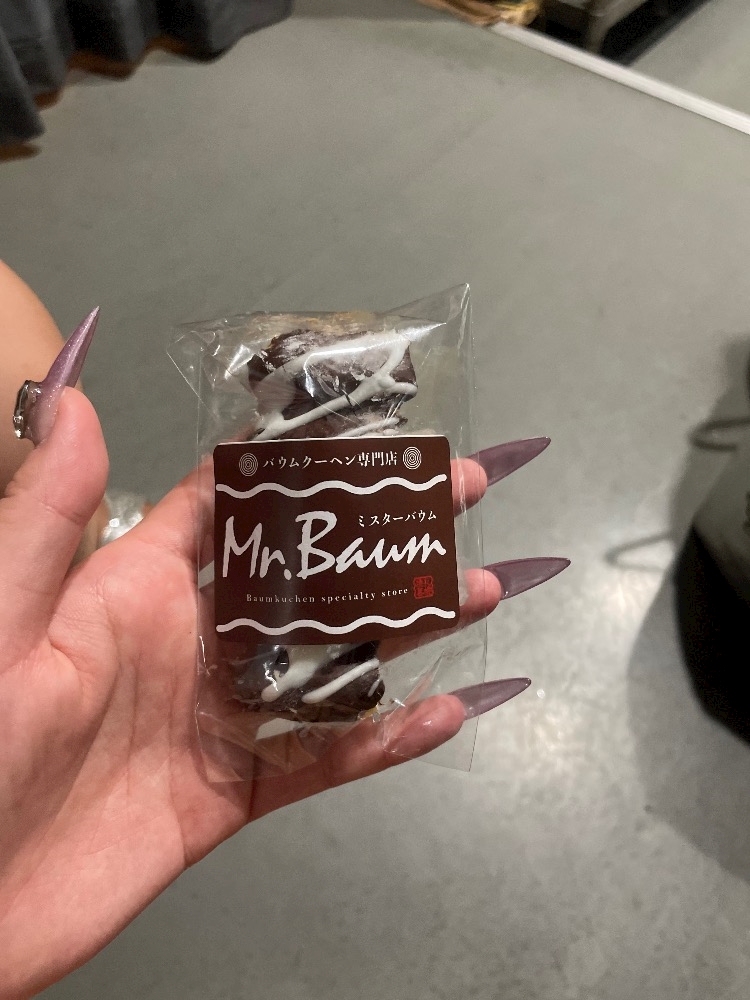 バウムクーヘン専門店
ミスターバウム
Mr.Baum
Baumkuchen specialty store